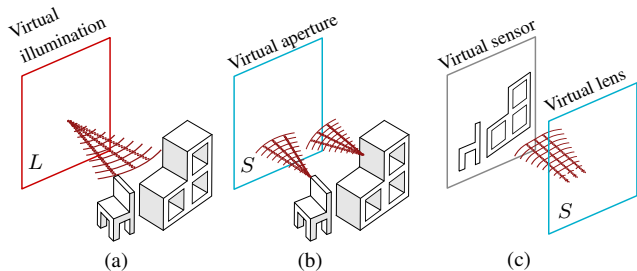 Virtual
illumination
L
(a)
Virtual aperture
S
(b)
Virtual sensor
Virtual lens
S
(c)